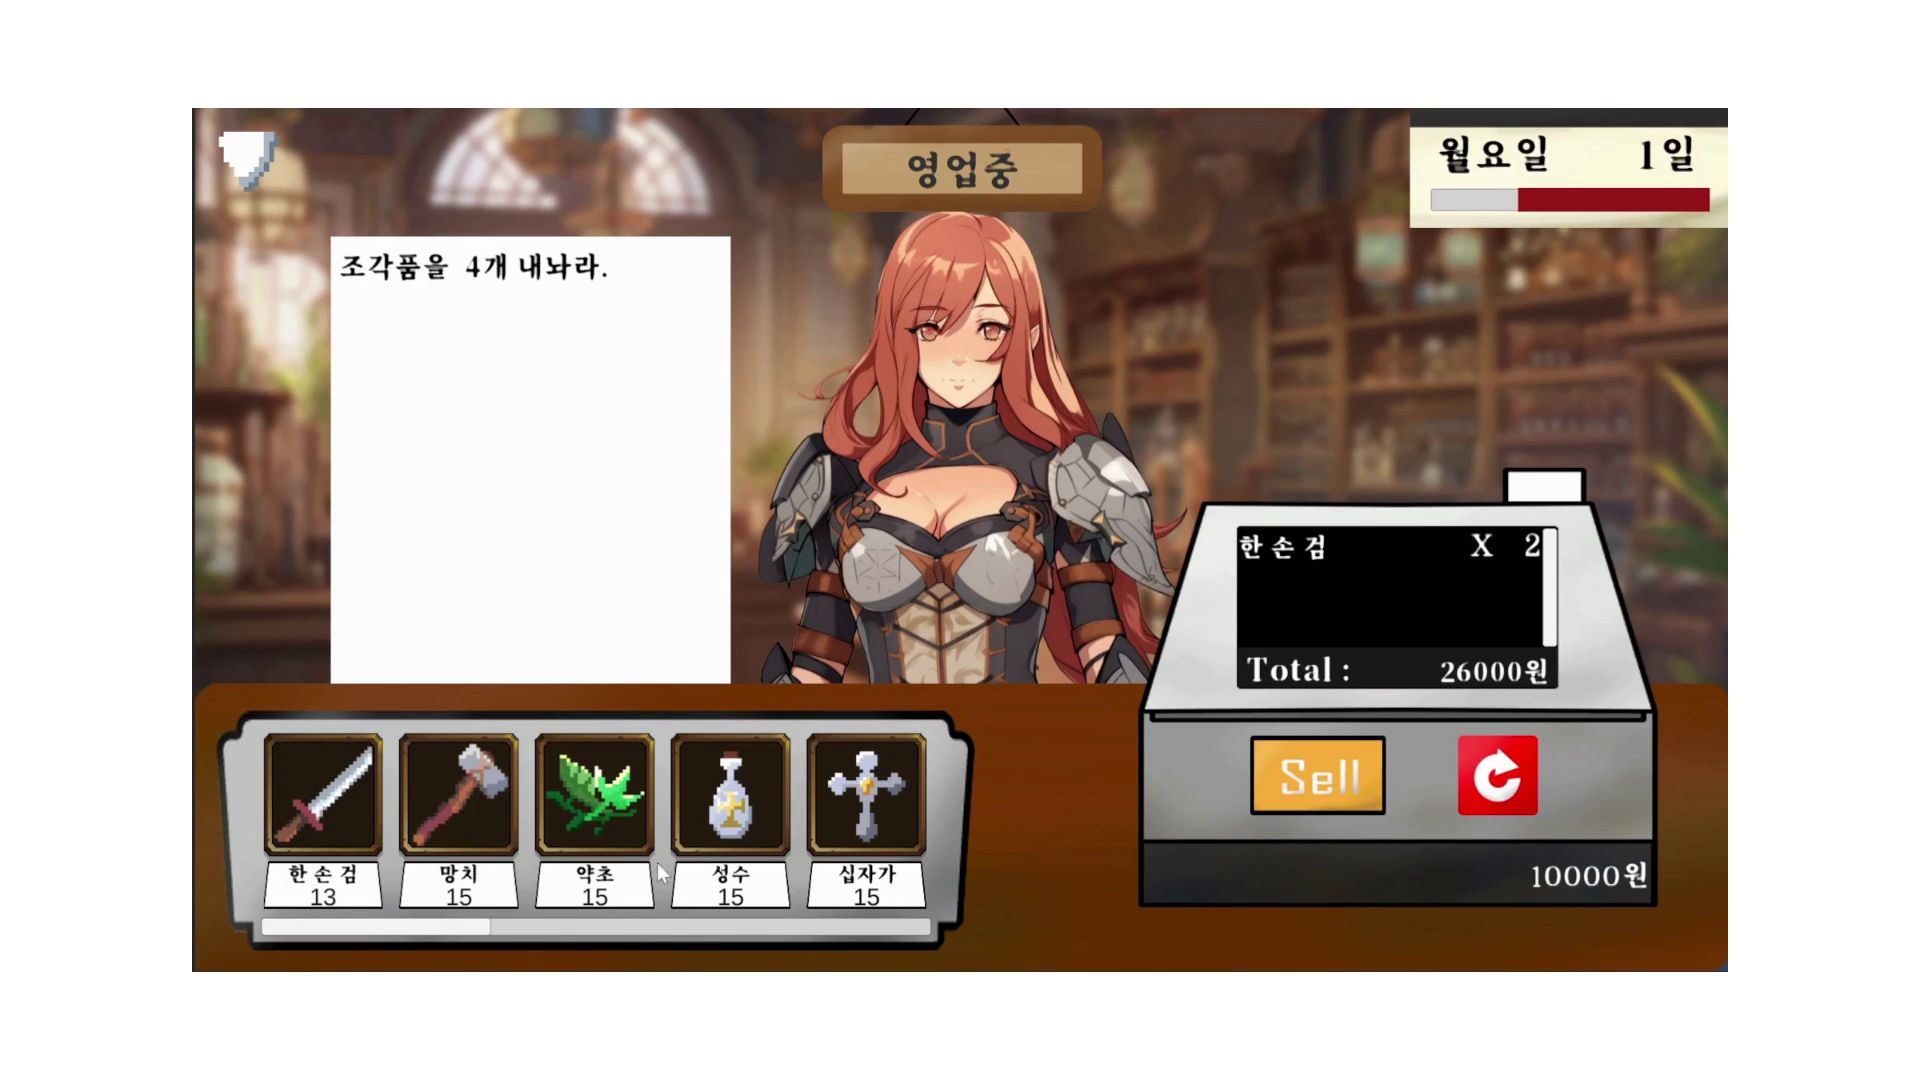 영업중
월요일 1일
조각품을 4개 내놔라.
한손검 X 2
Total : 26000원
Sell
10000원
한손검 망치 약초 성수 십자가
13 15 15 15 15